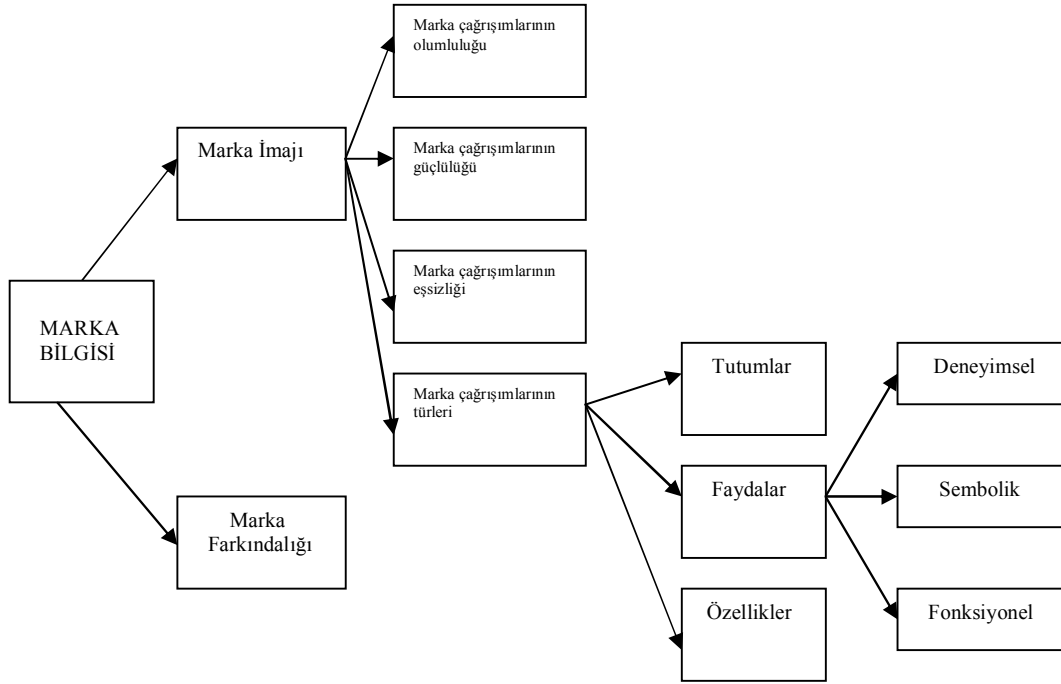 Marka çağrışımlarının
olumluluğu
Marka İmajı
Marka çağrışımlarının
güçlülüğü
Marka çağrışımlarının
eşsizliği
MARKA
BİLGİSİ
Marka çağrışımlarının
türleri
Tutumlar
Deneyimsel
Marka
Farkındalığı
Faydalar
Sembolik
Özellikler
Fonksiyonel